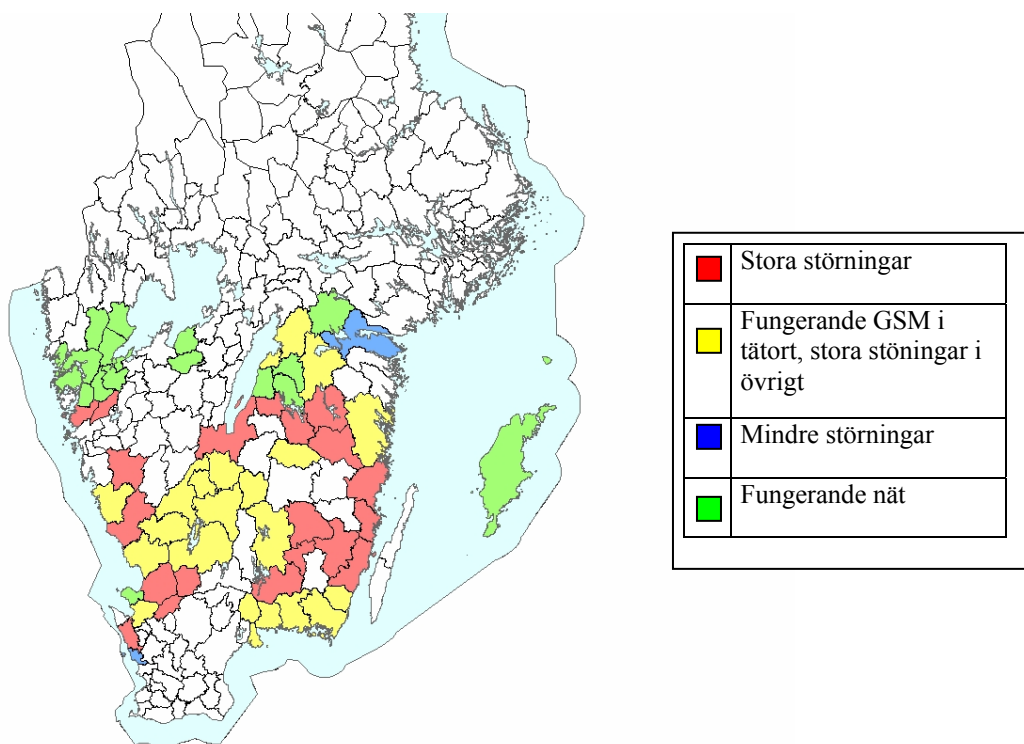 Stora störningar
Fungerande GSM i
tätort, stora stöningar i
övrigt
Mindre störningar
Fungerande nät